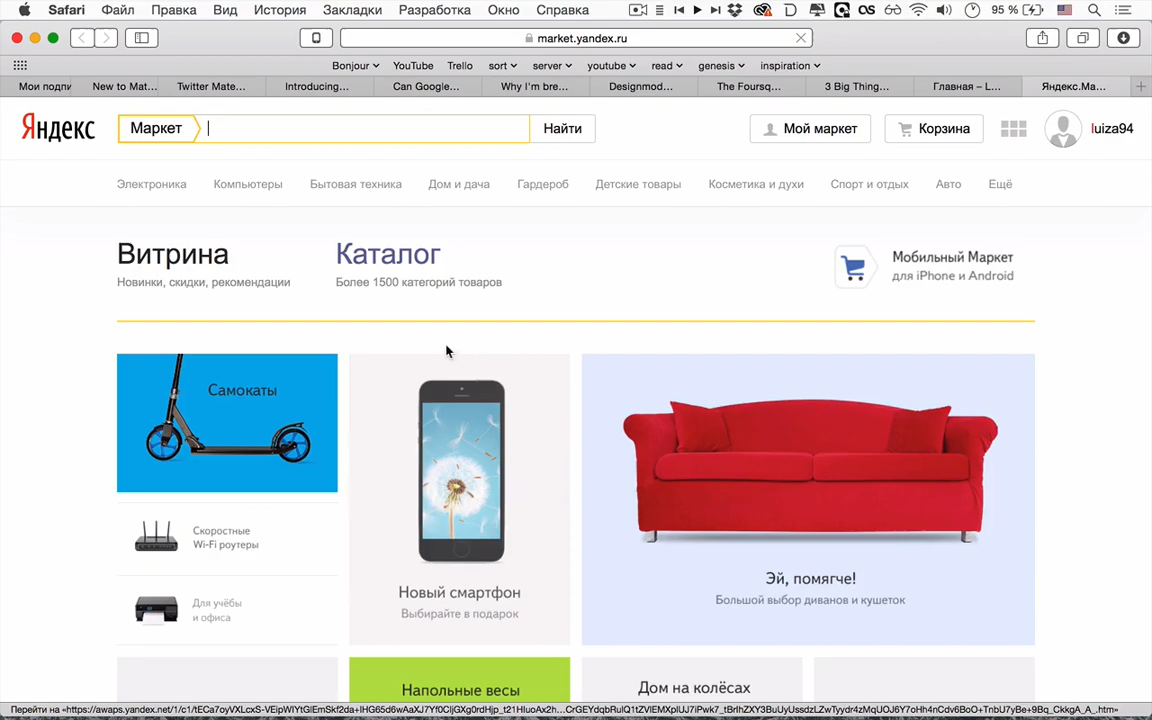 Safari Файл Правка Вид История Закладки Разработка Окно Справка 95 %
market.yandex.ru
Bonjour YouTube Trello sort server youtube read genesis inspiration
Мои подпи New to Mat... Twitter Mate... Introducing... Can Google... Why I'm bre... Designmod... The Foursq... 3 Big Thing... Главная – L... Яндекс.Ма...
Яндекс Маркет Найти Мой маркет Корзина luiza94
Электроника Компьютеры Бытовая техника Дом и дача Гардероб Детские товары Косметика и духи Спорт и отдых Авто Ещё
Витрина
Новинки, скидки, рекомендации
Каталог
Более 1500 категорий товаров
Мобильный Маркет
для iPhone и Android
Самокаты
Скоростные
Wi-Fi роутеры
Для учёбы
и офиса
Новый смартфон
Выбирайте в подарок
Эй, помягче!
Большой выбор диванов и кушеток
Напольные весы
Дом на колёсах